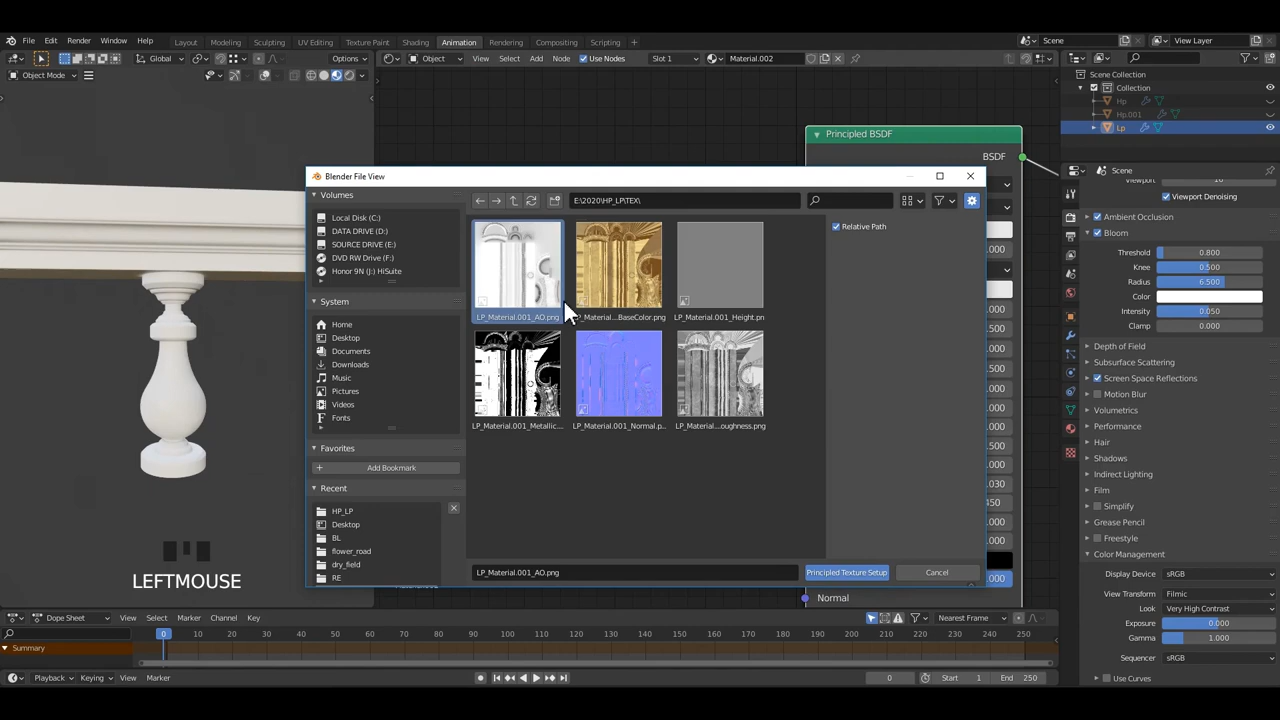 File Edit Render Window Help Layout Modeling Sculpting UV Editing Texture Paint Shading Animation Rendering Compositing Scripting Scene View Layer
Global Options Object View Select Add Node Use Nodes Slot 1 Material.002
Object Mode
Scene Collection
Collection
Hp
Hp.001
Lp
Principled BSDF
BSDF
Blender File View
Volumes
Local Disk (C:)
DATA DRIVE (D:)
SOURCE DRIVE (E:)
DVD RW Drive (F:)
Honor 9N (J:) HiSuite
System
Home
Desktop
Documents
Downloads
Music
Pictures
Videos
Fonts
Favorites
Add Bookmark
Recent
HP_LP
Desktop
BL
flower_road
dry_field
RE
E:\2020\HP_LP\TEX\
LP_Material.001_AO.png
LP_Material...BaseColor.png
LP_Material.001_Height.pn
LP_Material.001_Metallic...
LP_Material.001_Normal.p...
LP_Material...oughness.png
Relative Path
LP_Material.001_AO.png
Principled Texture Setup
Cancel
Normal
LEFTMOUSE
Scene
Viewport Denoising
Ambient Occlusion
Bloom
Threshold 0.800
Knee 0.500
Radius 6.500
Color
Intensity 0.050
Clamp 0.000
Depth of Field
Subsurface Scattering
Screen Space Reflections
Motion Blur
Volumetrics
Performance
Hair
Shadows
Indirect Lighting
Film
Simplify
Grease Pencil
Freestyle
Color Management
Display Device sRGB
View Transform Filmic
Look Very High Contrast
Exposure 0.000
Gamma 1.000
Sequencer sRGB
Use Curves
Dope Sheet View Select Marker Channel Key Nearest Frame
0 10 20 30 40 50 60 70 80 90 100 110 120 130 140 150 160 170 180 190 200 210 220 230 240 250
Summary
Playback Keying View Marker 0 Start 1 End 250